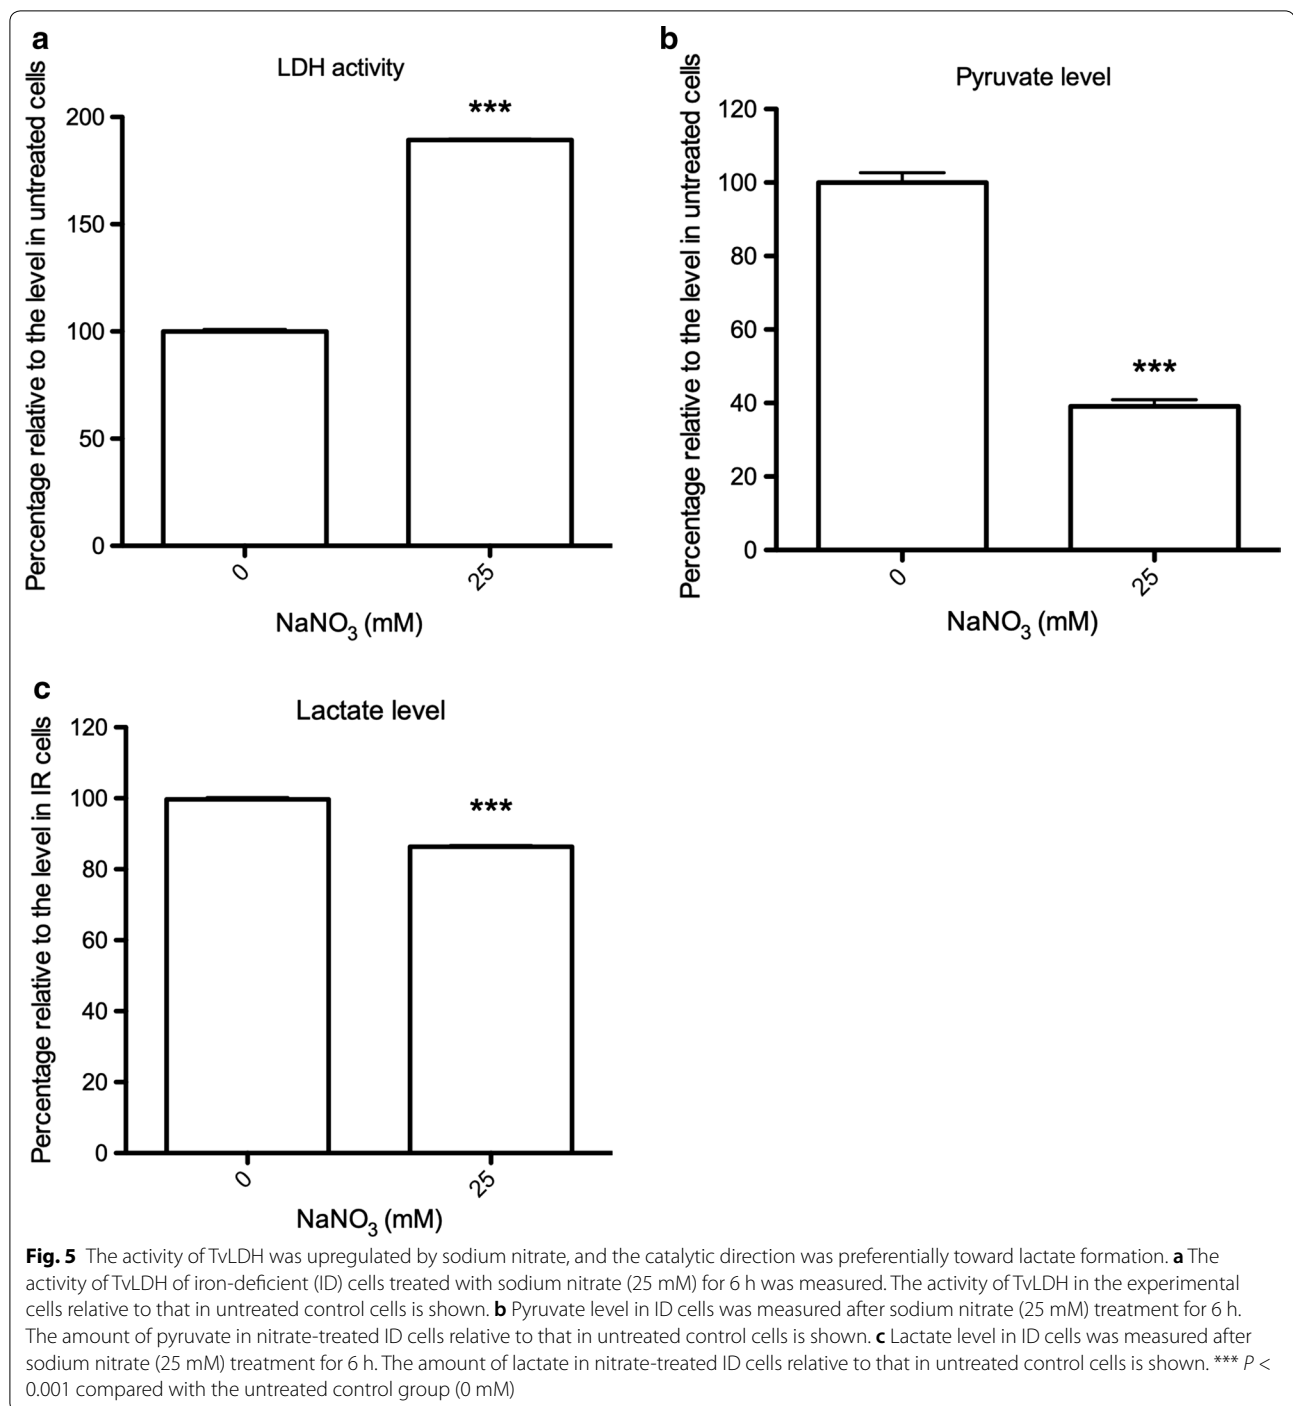 a
LDH activity
Percentage relative to the level in untreated cells
200
150
100
50
0
***
0
25
NaNO₃ (mM)
b
Pyruvate level
Percentage relative to the level in untreated cells
120
100
80
60
40
20
0
***
0
25
NaNO₃ (mM)
c
Lactate level
Percentage relative to the level in IR cells
120
100
80
60
40
20
0
***
0
25
NaNO₃ (mM)
Fig. 5 The activity of TvLDH was upregulated by sodium nitrate, and the catalytic direction was preferentially toward lactate formation. a The
activity of TvLDH of iron-deficient (ID) cells treated with sodium nitrate (25 mM) for 6 h was measured. The activity of TvLDH in the experimental
cells relative to that in untreated control cells is shown. b Pyruvate level in ID cells was measured after sodium nitrate (25 mM) treatment for 6 h.
The amount of pyruvate in nitrate-treated ID cells relative to that in untreated control cells is shown. c Lactate level in ID cells was measured after
sodium nitrate (25 mM) treatment for 6 h. The amount of lactate in nitrate-treated ID cells relative to that in untreated control cells is shown. *** P <
0.001 compared with the untreated control group (0 mM)